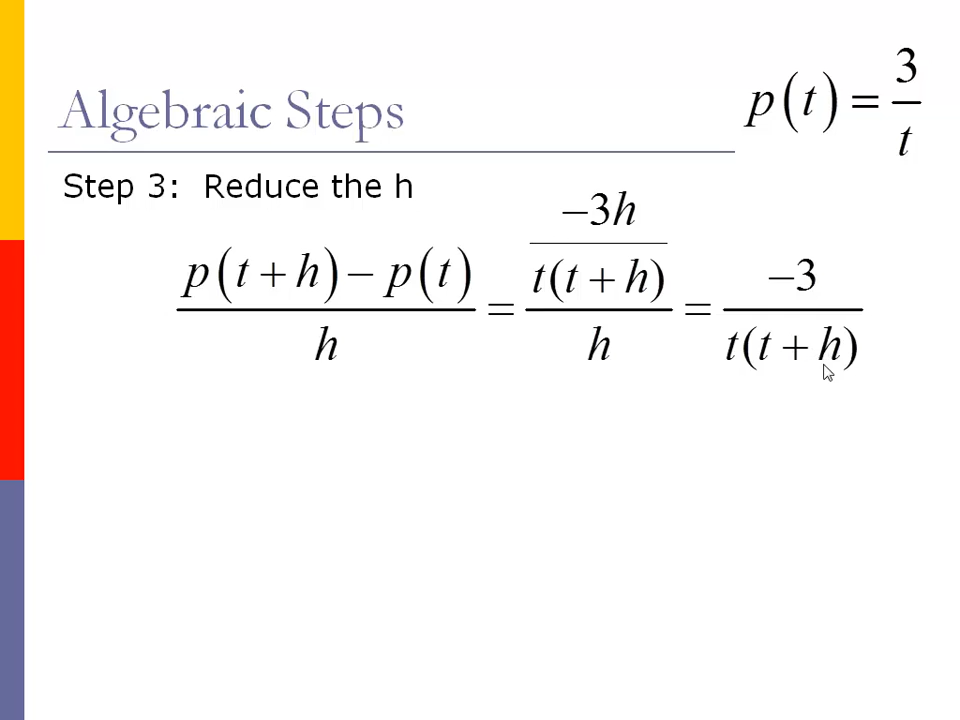 Algebraic Steps
p(t) = 3/t
Step 3: Reduce the h
(p(t + h) − p(t))/h = (−3h/(t(t + h)))/h = −3/(t(t + h))